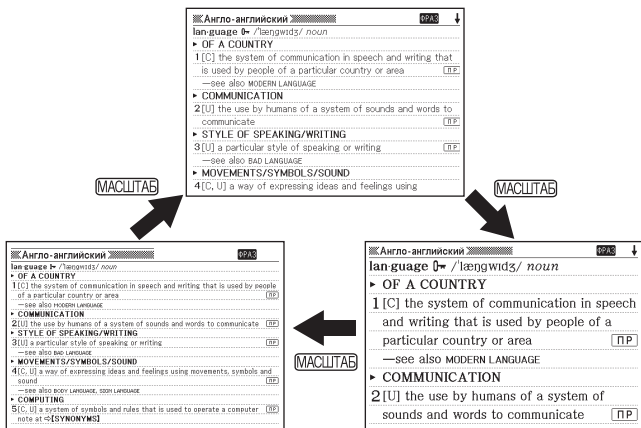 Англо-английский ФРАЗ
lan·guage /ˈlæŋɡwɪdʒ/ noun
► OF A COUNTRY
1 [C] the system of communication in speech and writing that
is used by people of a particular country or area ПР
—see also MODERN LANGUAGE
► COMMUNICATION
2 [U] the use by humans of a system of sounds and words to
communicate ПР
► STYLE OF SPEAKING/WRITING
3 [U] a particular style of speaking or writing ПР
—see also BAD LANGUAGE
► MOVEMENTS/SYMBOLS/SOUND
4 [C, U] a way of expressing ideas and feelings using
МАСШТАБ
МАСШТАБ
Англо-английский ФРАЗ
lan·guage /ˈlæŋɡwɪdʒ/ noun
► OF A COUNTRY
1 [C] the system of communication in speech and writing that is used by people
of a particular country or area ПР
—see also MODERN LANGUAGE
► COMMUNICATION
2 [U] the use by humans of a system of sounds and words to communicate ПР
► STYLE OF SPEAKING/WRITING
3 [U] a particular style of speaking or writing ПР
—see also BAD LANGUAGE
► MOVEMENTS/SYMBOLS/SOUND
4 [C, U] a way of expressing ideas and feelings using movements, symbols and
sound ПР
—see also BODY LANGUAGE, SIGN LANGUAGE
► COMPUTING
5 [C, U] a system of symbols and rules that is used to operate a computer ПР
note at ⇨[SYNONYMS]
МАСШТАБ
Англо-английский ФРАЗ
lan·guage /ˈlæŋɡwɪdʒ/ noun
► OF A COUNTRY
1 [C] the system of communication in speech
and writing that is used by people of a
particular country or area ПР
—see also MODERN LANGUAGE
► COMMUNICATION
2 [U] the use by humans of a system of
sounds and words to communicate ПР